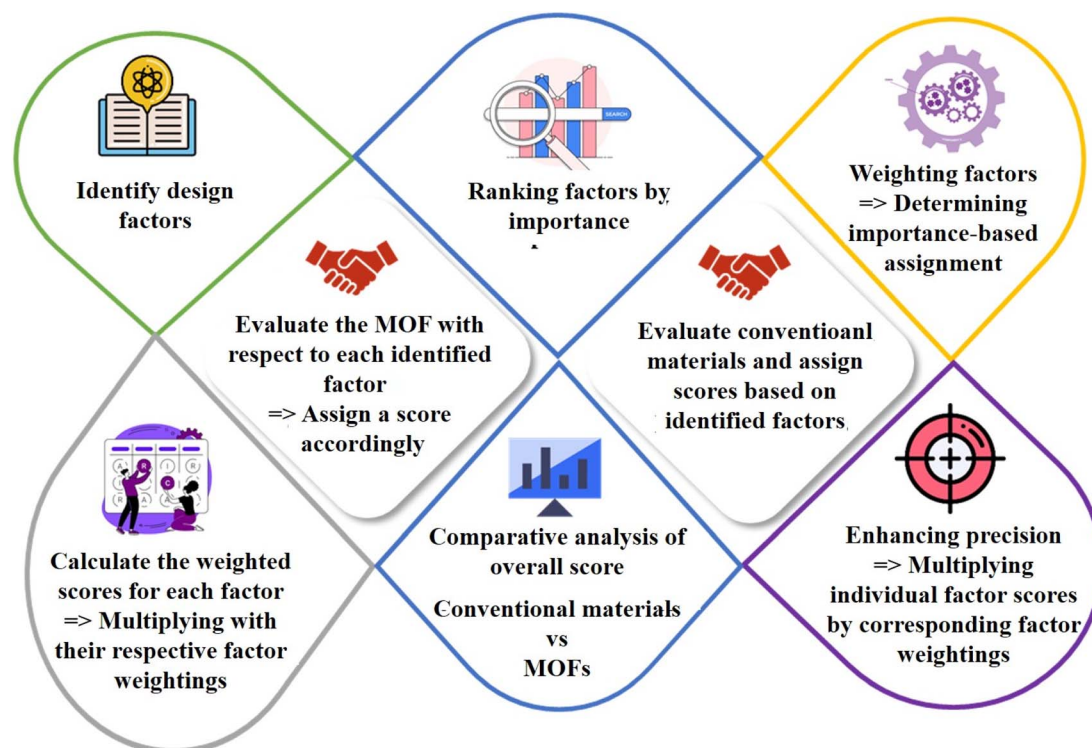 Identify design
factors
SEARCH
Ranking factors by
importance
Weighting factors
=> Determining
importance-based
assignment
Evaluate the MOF with
respect to each identified
factor
=> Assign a score
accordingly
Evaluate conventioanl
materials and assign
scores based on
identified factors
A R I R
C
R A A
Calculate the weighted
scores for each factor
=> Multiplying with
their respective factor
weightings
Comparative analysis of
overall score
Conventional materials
vs
MOFs
Enhancing precision
=> Multiplying
individual factor scores
by corresponding factor
weightings